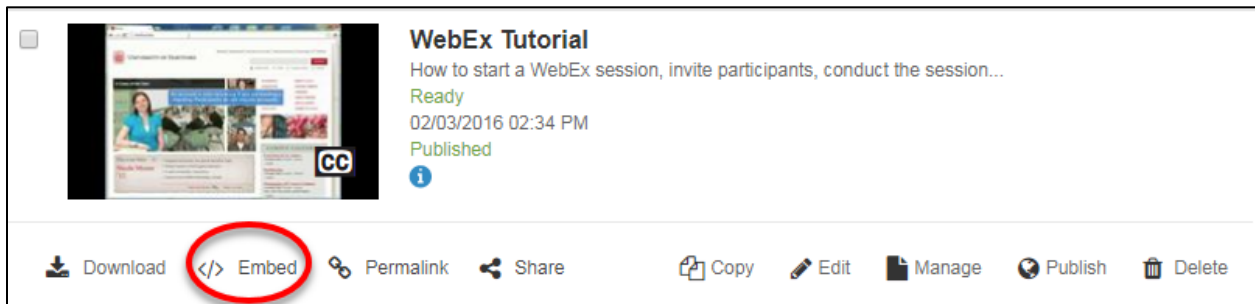 WebEx Tutorial
How to start a WebEx session, invite participants, conduct the session...
Ready
02/03/2016 02:34 PM
Published
CC
Download </> Embed Permalink Share Copy Edit Manage Publish Delete